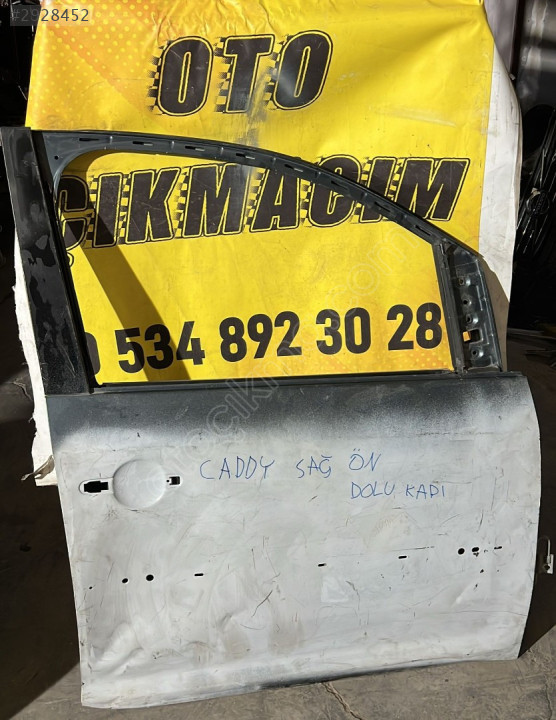 #2928452
OTO
ÇIKMACIM
0 534 892 30 28
CADDY SAĞ ÖN
DOLU KAPI